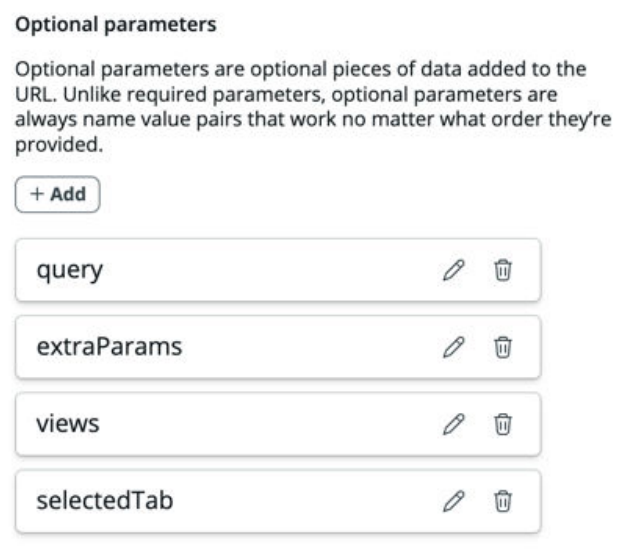 Optional parameters
Optional parameters are optional pieces of data added to the
URL. Unlike required parameters, optional parameters are
always name value pairs that work no matter what order they’re
provided.
+ Add
query
extraParams
views
selectedTab